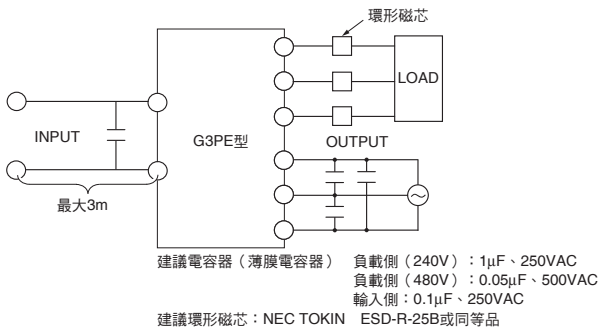 環形磁芯
LOAD
INPUT
G3PE型
OUTPUT
最大3m
建議電容器（薄膜電容器）　負載側（240V）：1μF、250VAC
負載側（480V）：0.05μF、500VAC
輸入側：0.1μF、250VAC
建議環形磁芯：NEC TOKIN　ESD-R-25B或同等品